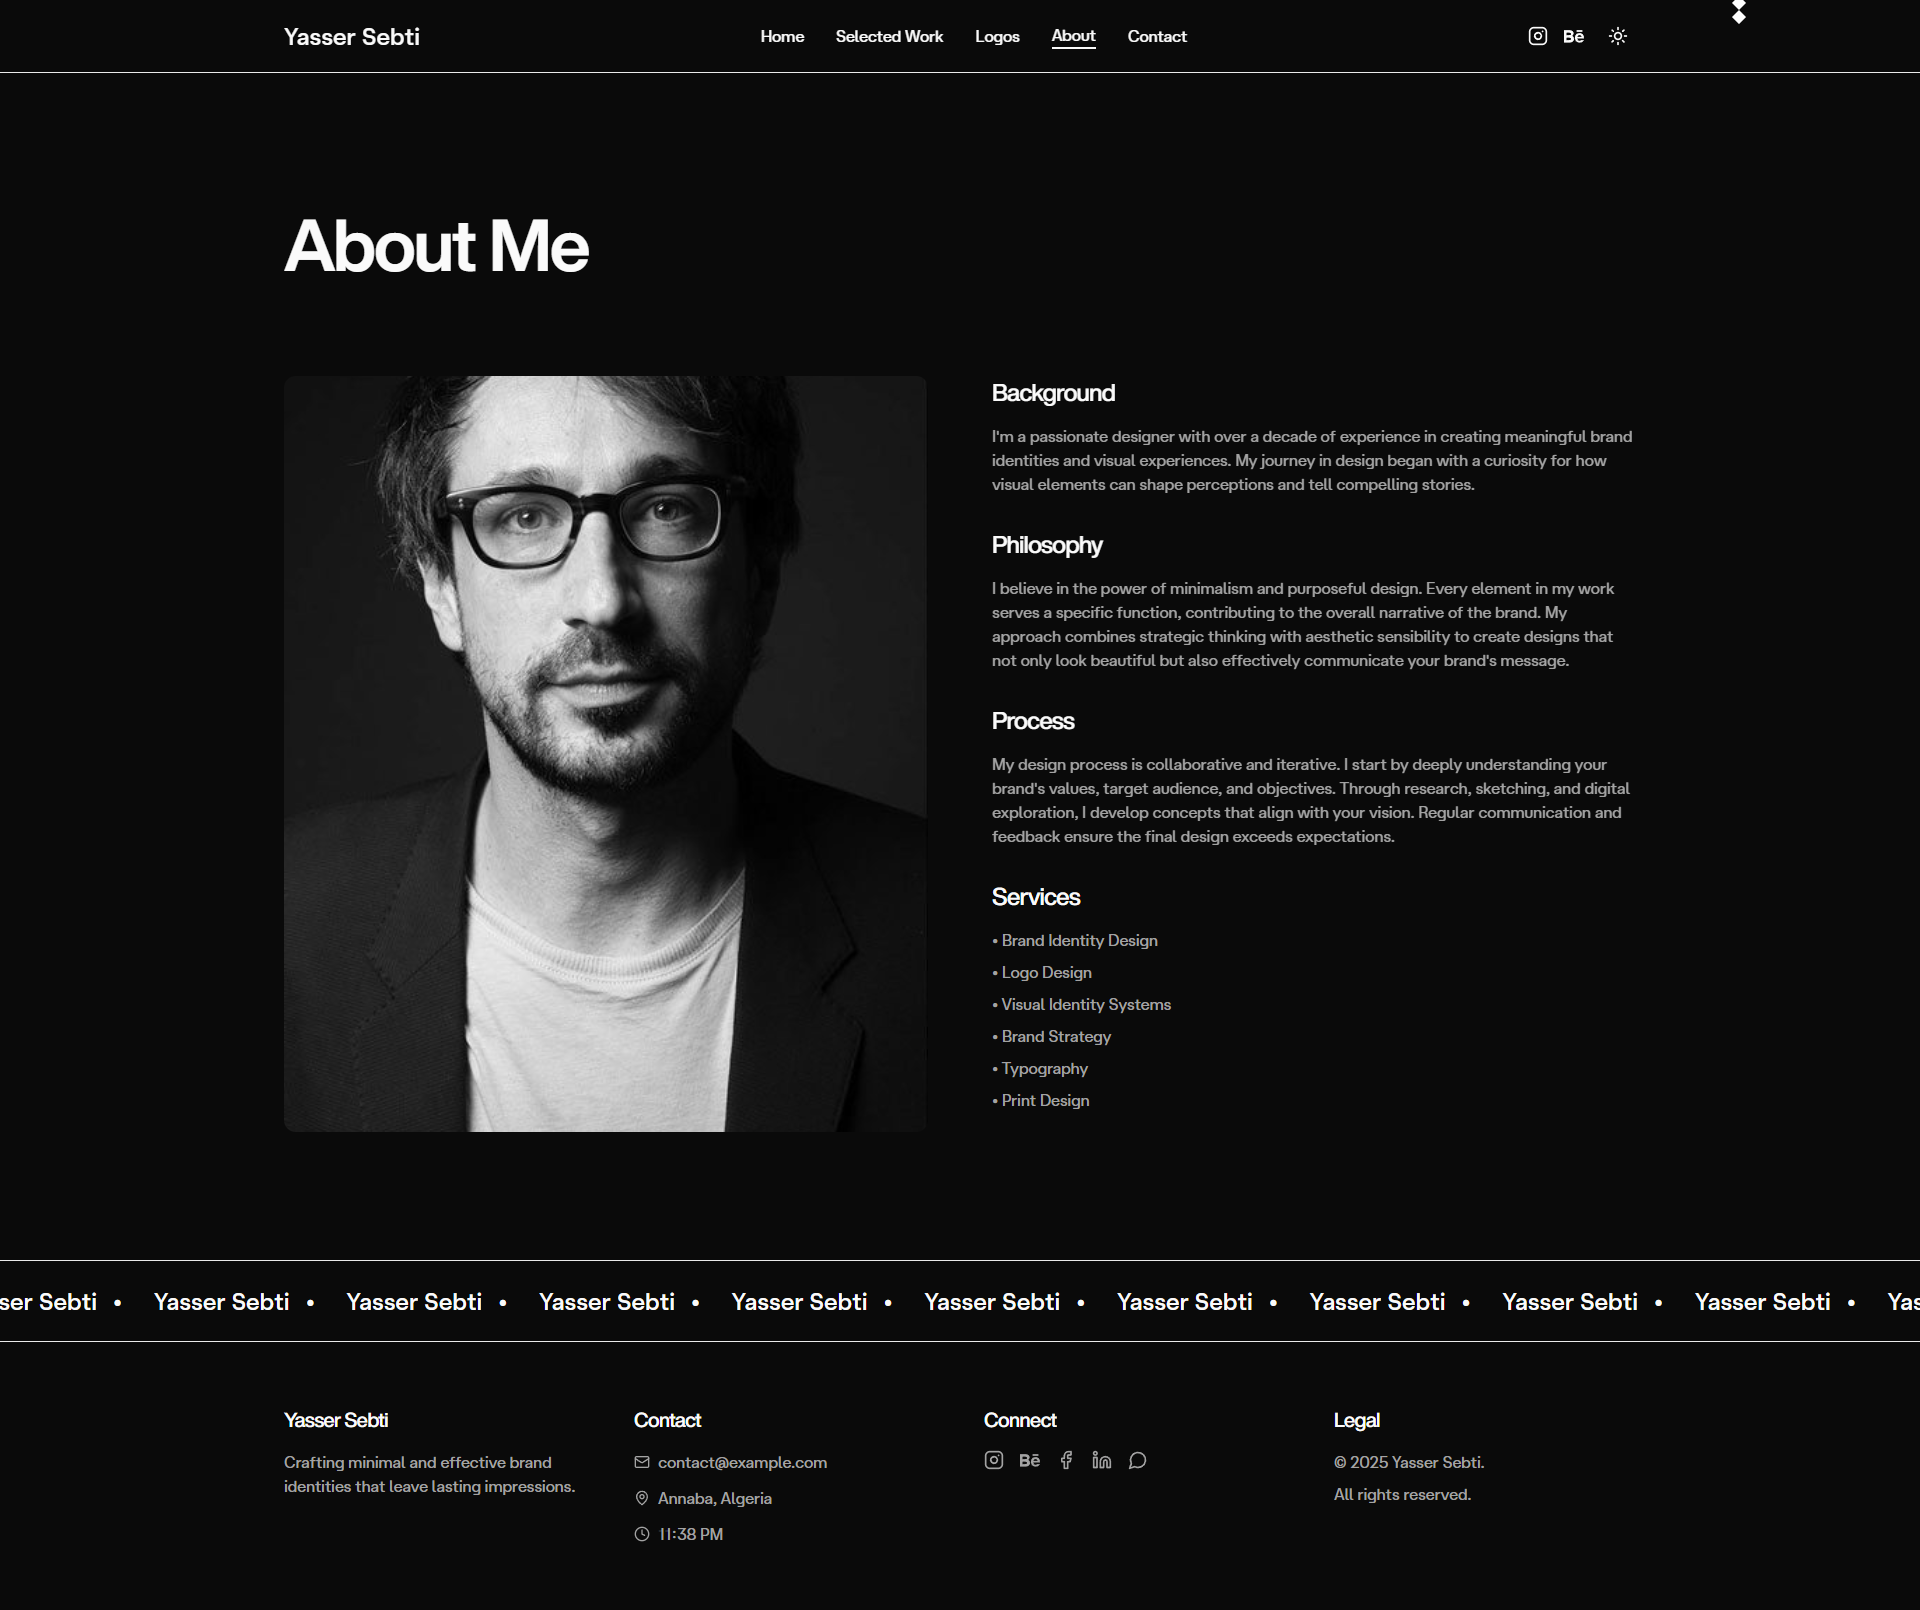 Yasser Sebti
Home Selected Work Logos About Contact
Bē
About Me
Background
I'm a passionate designer with over a decade of experience in creating meaningful brand
identities and visual experiences. My journey in design began with a curiosity for how
visual elements can shape perceptions and tell compelling stories.
Philosophy
I believe in the power of minimalism and purposeful design. Every element in my work
serves a specific function, contributing to the overall narrative of the brand. My
approach combines strategic thinking with aesthetic sensibility to create designs that
not only look beautiful but also effectively communicate your brand's message.
Process
My design process is collaborative and iterative. I start by deeply understanding your
brand's values, target audience, and objectives. Through research, sketching, and digital
exploration, I develop concepts that align with your vision. Regular communication and
feedback ensure the final design exceeds expectations.
Services
• Brand Identity Design
• Logo Design
• Visual Identity Systems
• Brand Strategy
• Typography
• Print Design
ser Sebti • Yasser Sebti • Yasser Sebti • Yasser Sebti • Yasser Sebti • Yasser Sebti • Yasser Sebti • Yasser Sebti • Yasser Sebti • Yasser Sebti • Yas
Yasser Sebti
Crafting minimal and effective brand
identities that leave lasting impressions.
Contact
contact@example.com
Annaba, Algeria
11:38 PM
Connect
Bē
in
Legal
© 2025 Yasser Sebti.
All rights reserved.